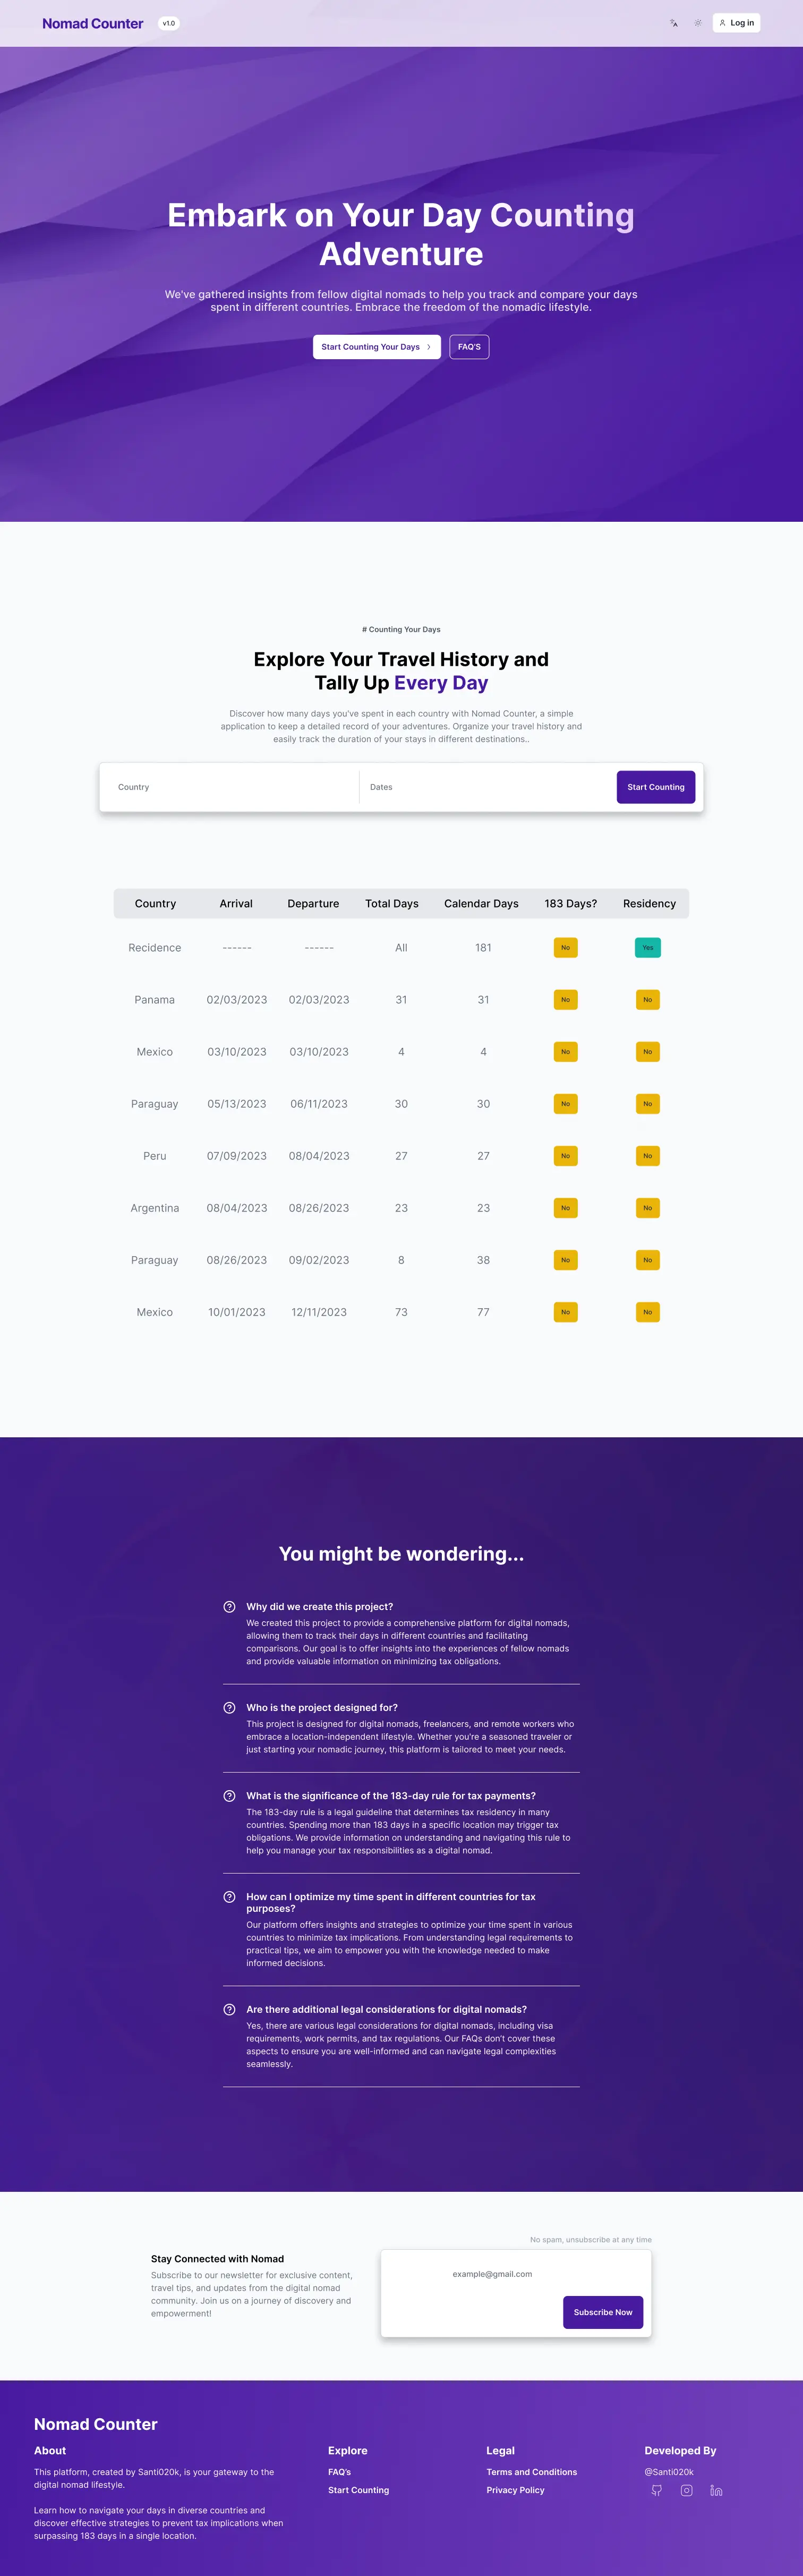 Nomad Counter v1.0 Log in
Embark on Your Day Counting
Adventure
We've gathered insights from fellow digital nomads to help you track and compare your days
spent in different countries. Embrace the freedom of the nomadic lifestyle.
Start Counting Your Days FAQ'S
# Counting Your Days
Explore Your Travel History and
Tally Up Every Day
Discover how many days you've spent in each country with Nomad Counter, a simple
application to keep a detailed record of your adventures. Organize your travel history and
easily track the duration of your stays in different destinations..
Country Dates Start Counting
Country Arrival Departure Total Days Calendar Days 183 Days? Residency
Recidence ------ ------ All 181 No Yes
Panama 02/03/2023 02/03/2023 31 31 No No
Mexico 03/10/2023 03/10/2023 4 4 No No
Paraguay 05/13/2023 06/11/2023 30 30 No No
Peru 07/09/2023 08/04/2023 27 27 No No
Argentina 08/04/2023 08/26/2023 23 23 No No
Paraguay 08/26/2023 09/02/2023 8 38 No No
Mexico 10/01/2023 12/11/2023 73 77 No No
You might be wondering...
Why did we create this project?
We created this project to provide a comprehensive platform for digital nomads,
allowing them to track their days in different countries and facilitating
comparisons. Our goal is to offer insights into the experiences of fellow nomads
and provide valuable information on minimizing tax obligations.
Who is the project designed for?
This project is designed for digital nomads, freelancers, and remote workers who
embrace a location-independent lifestyle. Whether you're a seasoned traveler or
just starting your nomadic journey, this platform is tailored to meet your needs.
What is the significance of the 183-day rule for tax payments?
The 183-day rule is a legal guideline that determines tax residency in many
countries. Spending more than 183 days in a specific location may trigger tax
obligations. We provide information on understanding and navigating this rule to
help you manage your tax responsibilities as a digital nomad.
How can I optimize my time spent in different countries for tax
purposes?
Our platform offers insights and strategies to optimize your time spent in various
countries to minimize tax implications. From understanding legal requirements to
practical tips, we aim to empower you with the knowledge needed to make
informed decisions.
Are there additional legal considerations for digital nomads?
Yes, there are various legal considerations for digital nomads, including visa
requirements, work permits, and tax regulations. Our FAQs don't cover these
aspects to ensure you are well-informed and can navigate legal complexities
seamlessly.
No spam, unsubscribe at any time
Stay Connected with Nomad
Subscribe to our newsletter for exclusive content,
travel tips, and updates from the digital nomad
community. Join us on a journey of discovery and
empowerment!
example@gmail.com
Subscribe Now
Nomad Counter
About
This platform, created by Santi020k, is your gateway to the
digital nomad lifestyle.
Learn how to navigate your days in diverse countries and
discover effective strategies to prevent tax implications when
surpassing 183 days in a single location.
Explore
FAQ's
Start Counting
Legal
Terms and Conditions
Privacy Policy
Developed By
@Santi020k